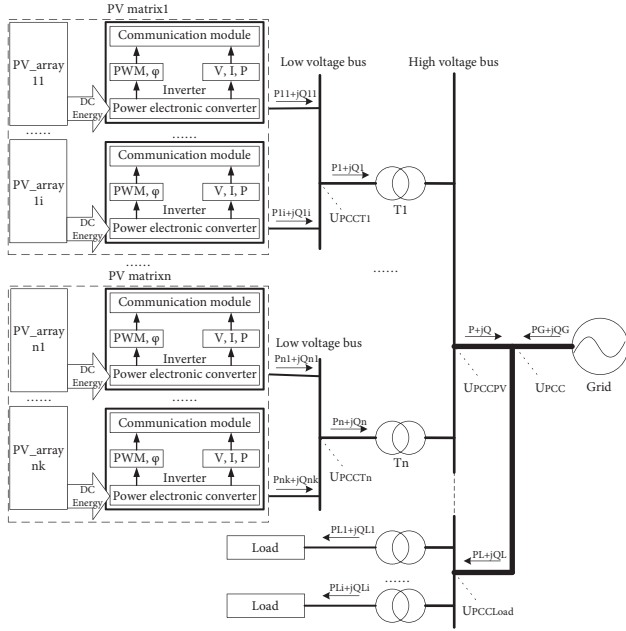 PV matrix1
PV_array
11
DC
Energy
Communication module
PWM, φ
V, I, P
Inverter
Power electronic converter
......
......
PV_array
1i
DC
Energy
Communication module
PWM, φ
V, I, P
Inverter
Power electronic converter
Low voltage bus
P11+jQ11
P1i+jQ1i
UPCCT1
P1+jQ1
T1
High voltage bus
......
......
PV matrixn
PV_array
n1
DC
Energy
Communication module
PWM, φ
V, I, P
Inverter
Power electronic converter
......
......
PV_array
nk
DC
Energy
Communication module
PWM, φ
V, I, P
Inverter
Power electronic converter
Low voltage bus
Pn1+jQn1
Pnk+jQnk
UPCCTn
Pn+jQn
Tn
P+jQ
PG+jQG
UPCCPV
UPCC
Grid
PL1+jQL1
Load
PL+jQL
......
PLi+jQLi
Load
UPCCLoad